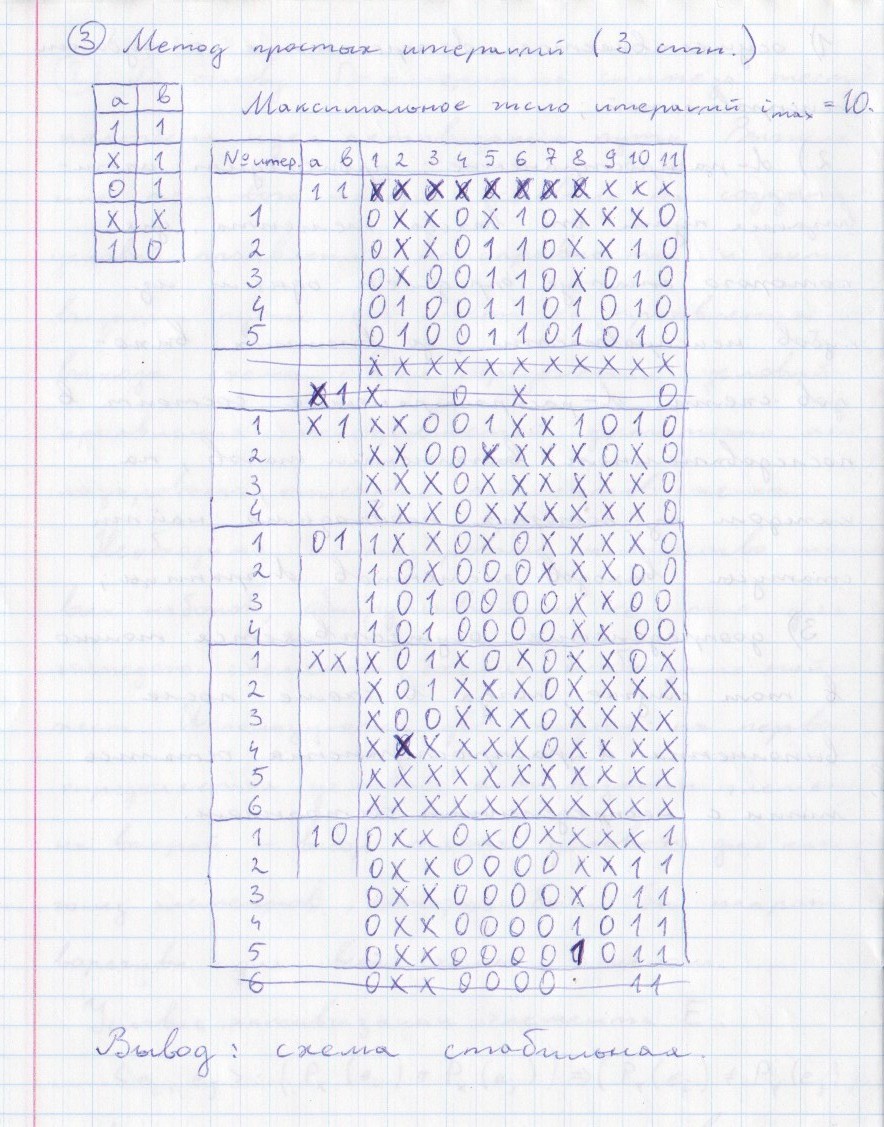 ③ Метод простых итераций (3 сигн.)
Максимальное число итераций i max = 10.
а в
1 1
x 1
0 1
x x
1 0
№ итер. а в 1 2 3 4 5 6 7 8 9 10 11
1 1 x x x x x x x x x x x
1 0 x x 0 x 1 0 x x x 0
2 0 x x 0 1 1 0 x x 1 0
3 0 x 0 0 1 1 0 x 0 1 0
4 0 1 0 0 1 1 0 1 0 1 0
5 0 1 0 0 1 1 0 1 0 1 0
x x x x x x x x x x x
x 1 x 0 x 0
1 x 1 x x 0 0 1 x x 1 0 1 0
2 x x 0 0 x x x x 0 x 0
3 x x x 0 x x x x x x 0
4 x x x 0 x x x x x x 0
1 0 1 1 x x 0 x 0 x x x x 0
2 1 0 x 0 0 0 x x x 0 0
3 1 0 1 0 0 0 0 x x 0 0
4 1 0 1 0 0 0 0 x x 0 0
1 x x x 0 1 x 0 x 0 x x 0 x
2 x 0 1 x x x 0 x x x x
3 x 0 0 x x x 0 x x x x
4 x x x x x x 0 x x x x
5 x x x x x x x x x x x
6 x x x x x x x x x x x
1 1 0 0 x x 0 x 0 x x x x 1
2 0 x x 0 0 0 0 x x 1 1
3 0 x x 0 0 0 0 x 0 1 1
4 0 x x 0 0 0 0 1 0 1 1
5 0 x x 0 0 0 0 1 0 1 1
6 0 x x 0 0 0 0 . 1 1
Вывод: схема стабильная.